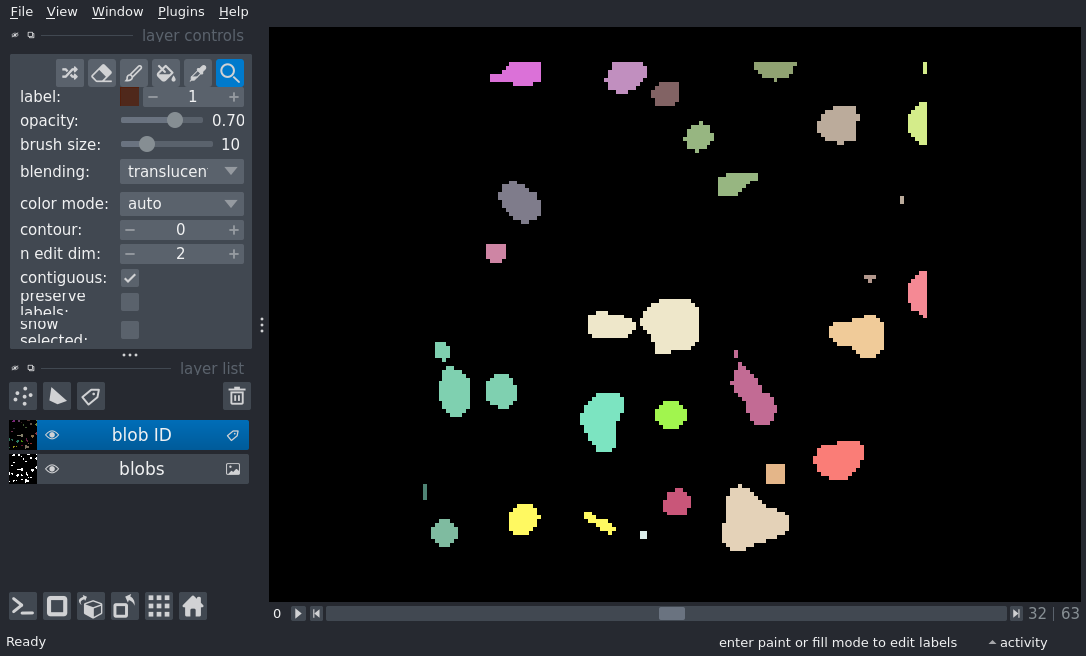 File View Window Plugins Help
layer controls
label: 1
opacity: 0.70
brush size: 10
blending: translucen
color mode: auto
contour: 0
n edit dim: 2
contiguous:
preserve
labels:
show
selected:
layer list
blob ID
blobs
0 32 | 63
Ready enter paint or fill mode to edit labels activity